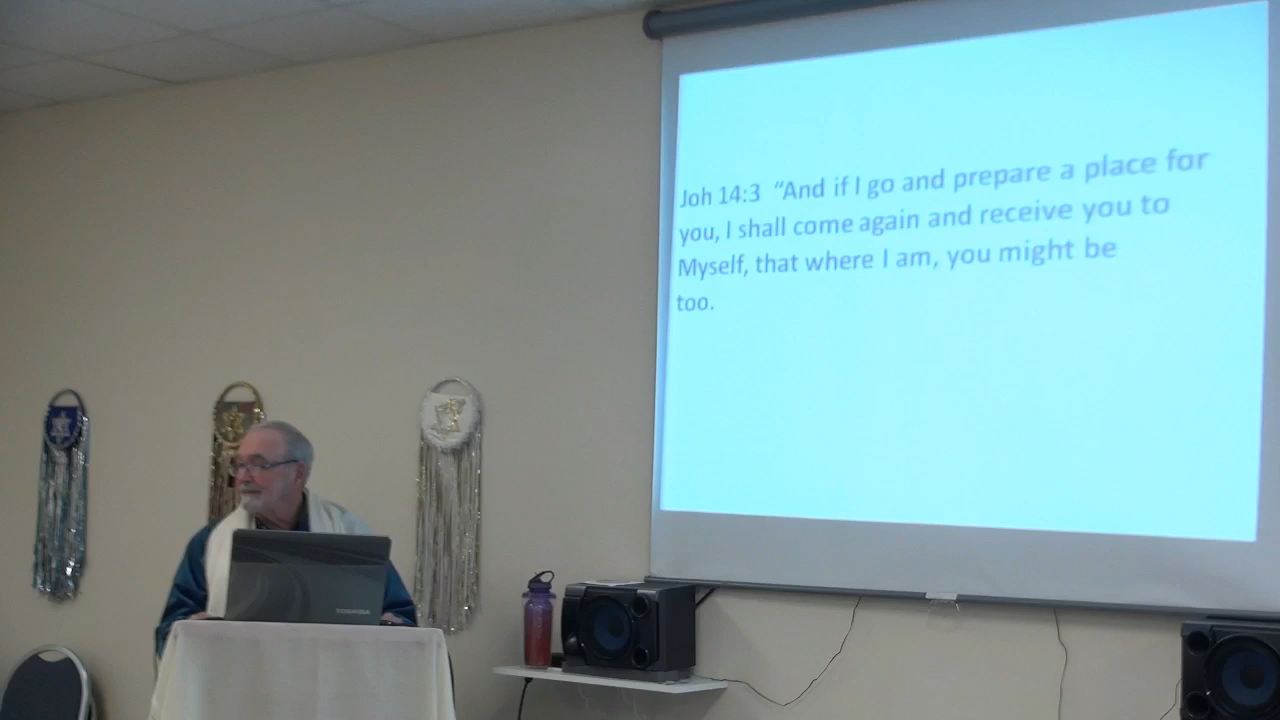 Joh 14:3 “And if I go and prepare a place for
you, I shall come again and receive you to
Myself, that where I am, you might be
too.
TOSHIBA